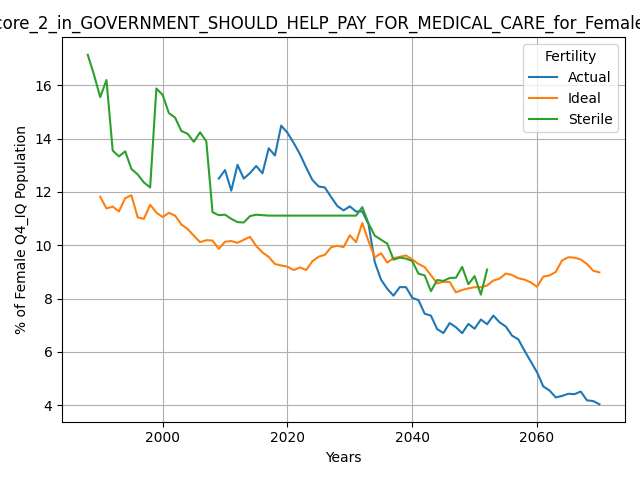 core_2_in_GOVERNMENT_SHOULD_HELP_PAY_FOR_MEDICAL_CARE_for_Female
Fertility
Actual
Ideal
Sterile
% of Female Q4_IQ Population
16
14
12
10
8
6
4
2000 2020 2040 2060
Years